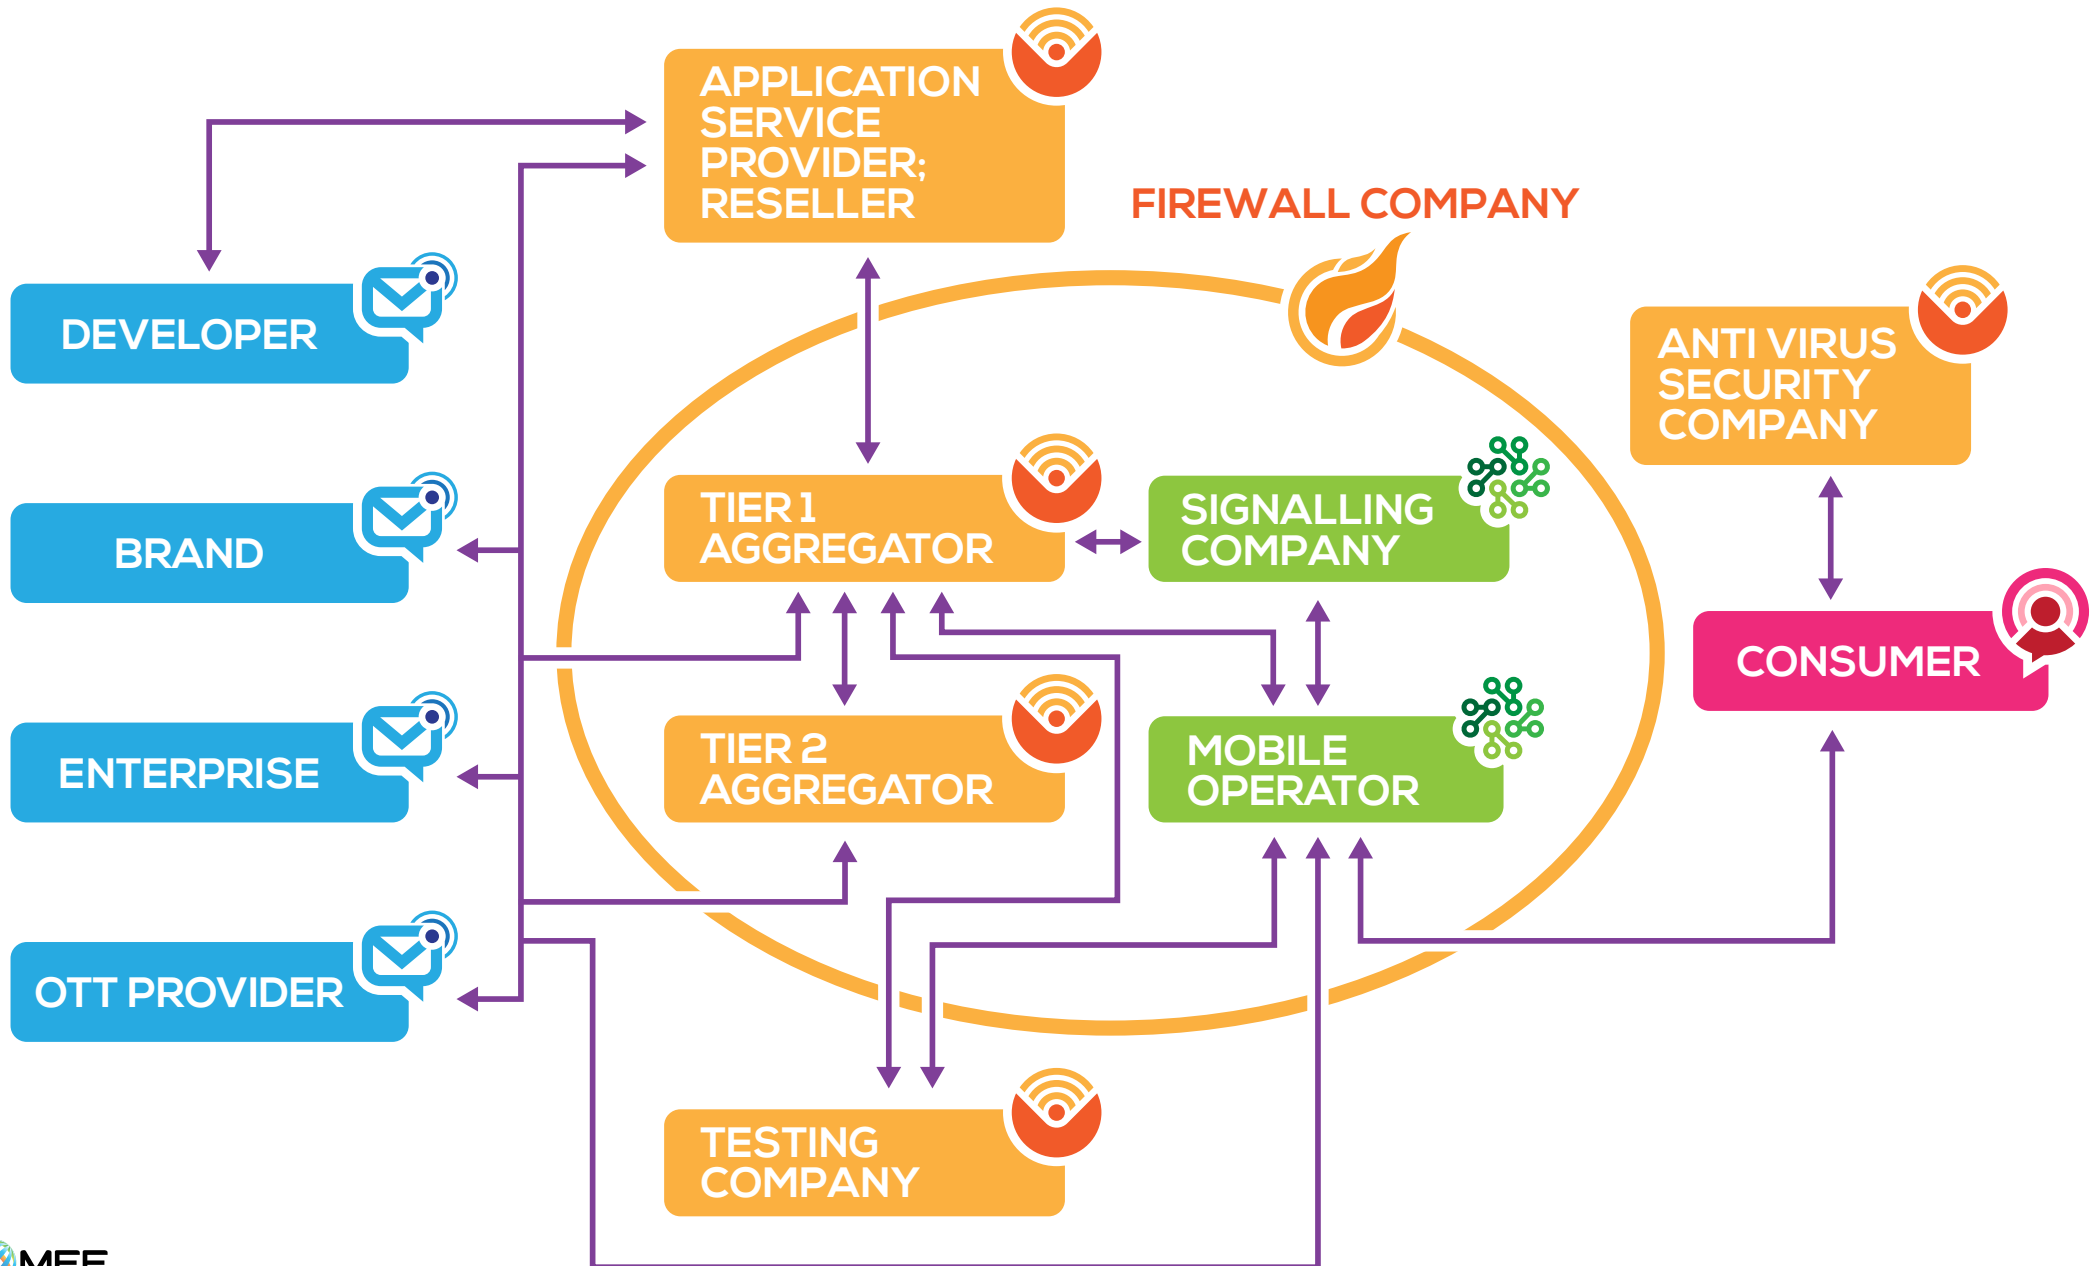 APPLICATION
SERVICE
PROVIDER;
RESELLER
FIREWALL COMPANY
DEVELOPER
ANTI VIRUS
SECURITY
COMPANY
TIER 1
AGGREGATOR
SIGNALLING
COMPANY
BRAND
CONSUMER
TIER 2
AGGREGATOR
MOBILE
OPERATOR
ENTERPRISE
OTT PROVIDER
TESTING
COMPANY